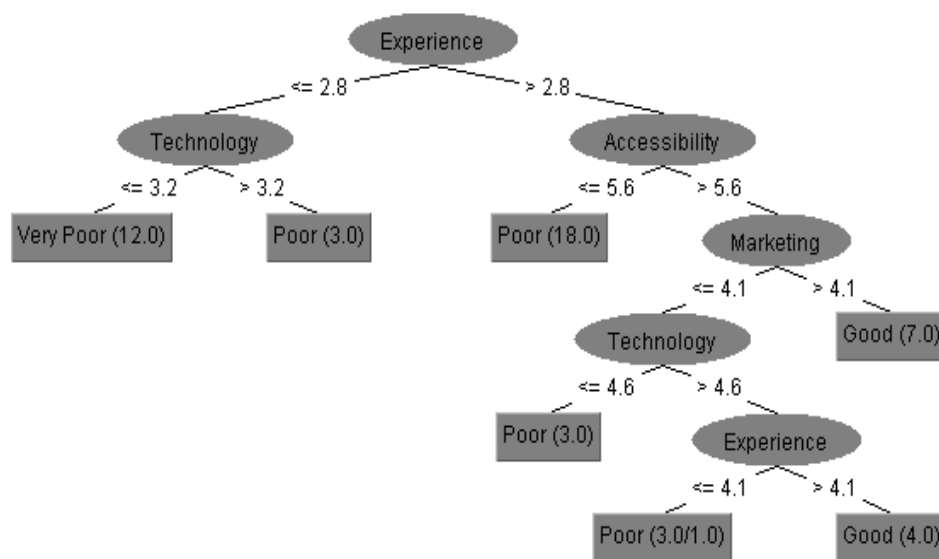 Experience
<= 2.8 > 2.8
Technology Accessibility
<= 3.2 > 3.2 <= 5.6 > 5.6
Very Poor (12.0) Poor (3.0) Poor (18.0) Marketing
<= 4.1 > 4.1
Technology Good (7.0)
<= 4.6 > 4.6
Poor (3.0) Experience
<= 4.1 > 4.1
Poor (3.0/1.0) Good (4.0)